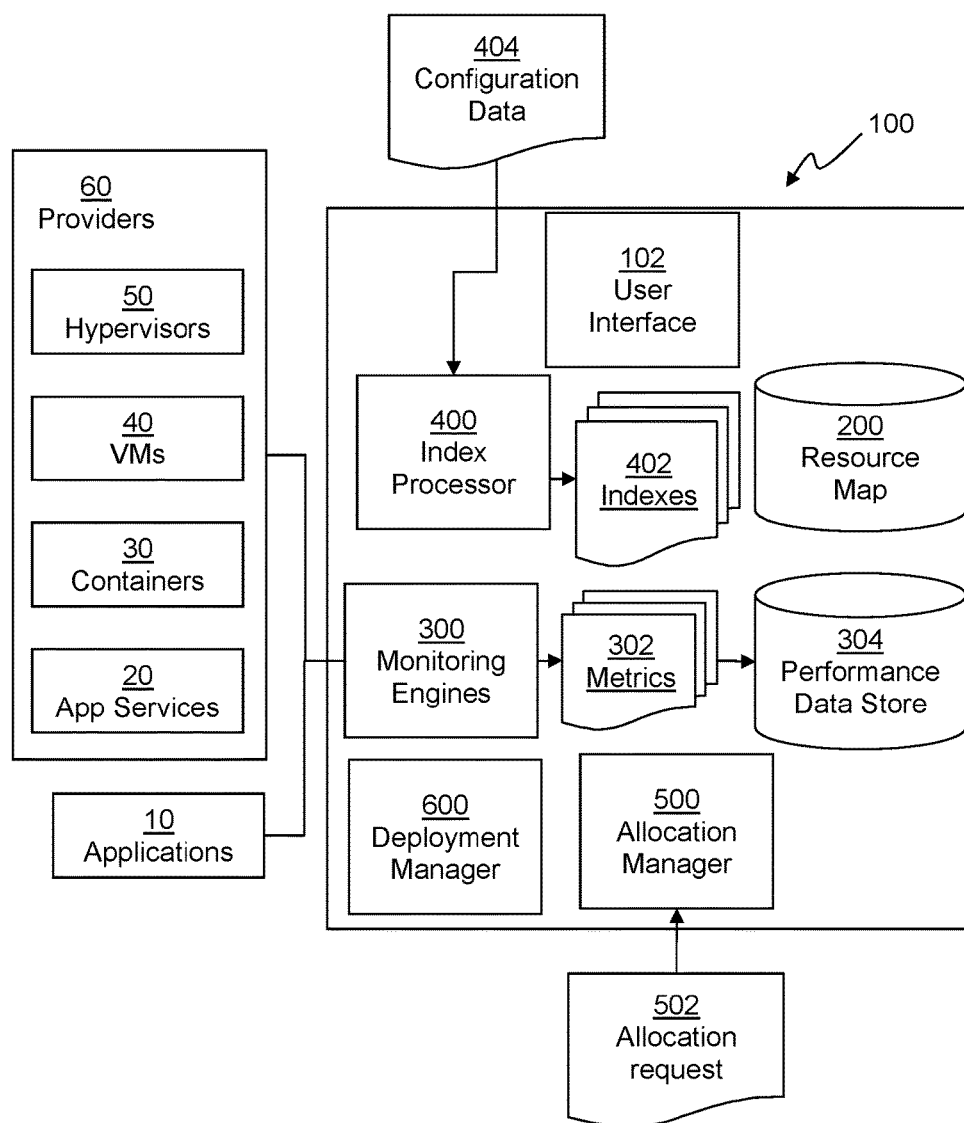 404
Configuration
Data
100
60
Providers
50
Hypervisors
40
VMs
30
Containers
20
App Services
10
Applications
102
User
Interface
400
Index
Processor
402
Indexes
200
Resource
Map
300
Monitoring
Engines
302
Metrics
304
Performance
Data Store
600
Deployment
Manager
500
Allocation
Manager
502
Allocation
request